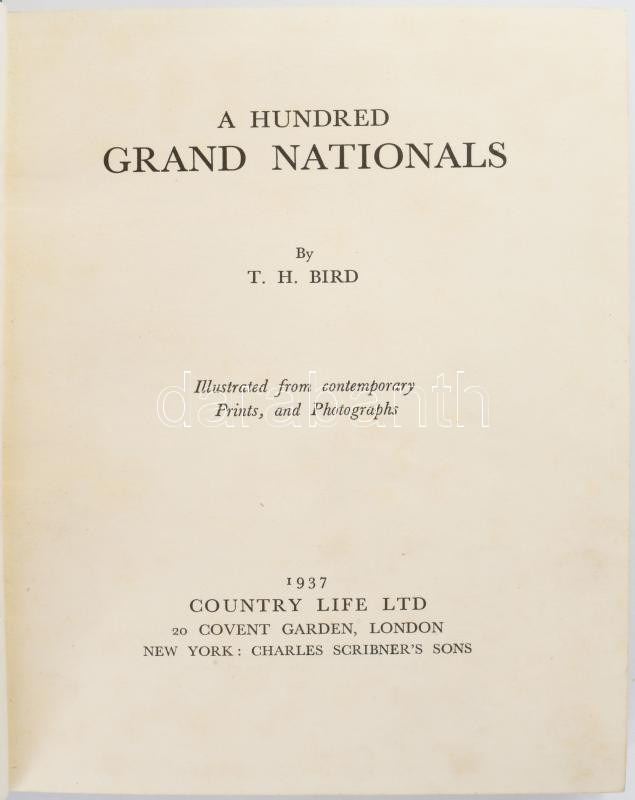 A HUNDRED
GRAND NATIONALS
By
T. H. BIRD
Illustrated from contemporary
Prints, and Photographs
darabanth
1937
COUNTRY LIFE LTD
20 COVENT GARDEN, LONDON
NEW YORK: CHARLES SCRIBNER'S SONS